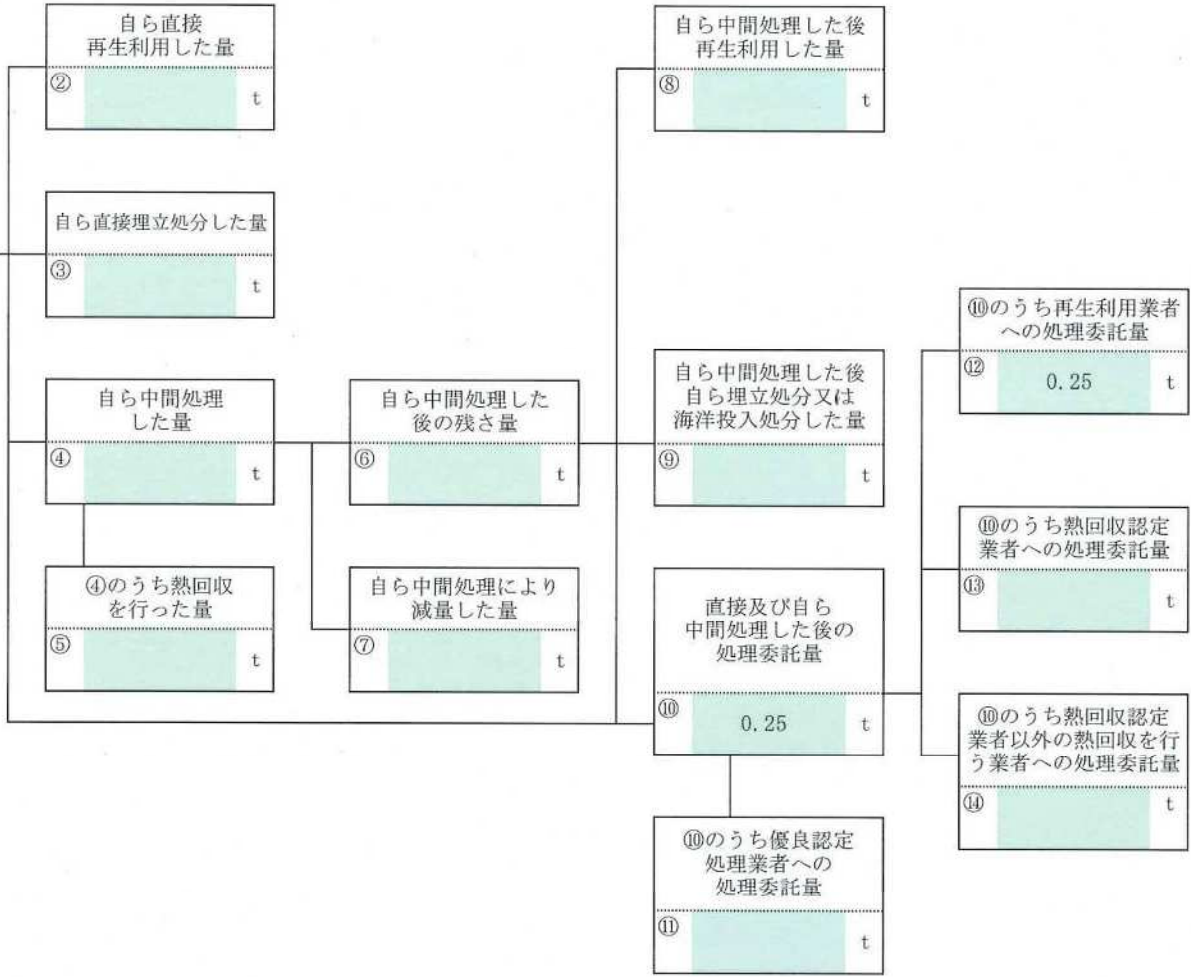 自ら直接
再生利用した量
②
t
自ら中間処理した後
再生利用した量
⑧
t
自ら直接埋立処分した量
③
t
⑩のうち再生利用業者
への処理委託量
⑫
0.25
t
自ら中間処理
した量
④
t
自ら中間処理した
後の残さ量
⑥
t
自ら中間処理した後
自ら埋立処分又は
海洋投入処分した量
⑨
t
⑩のうち熱回収認定
業者への処理委託量
⑬
t
④のうち熱回収
を行った量
⑤
t
自ら中間処理により
減量した量
⑦
t
直接及び自ら
中間処理した後の
処理委託量
⑩
0.25
t
⑩のうち熱回収認定
業者以外の熱回収を行
う業者への処理委託量
⑭
t
⑩のうち優良認定
処理業者への
処理委託量
⑪
t